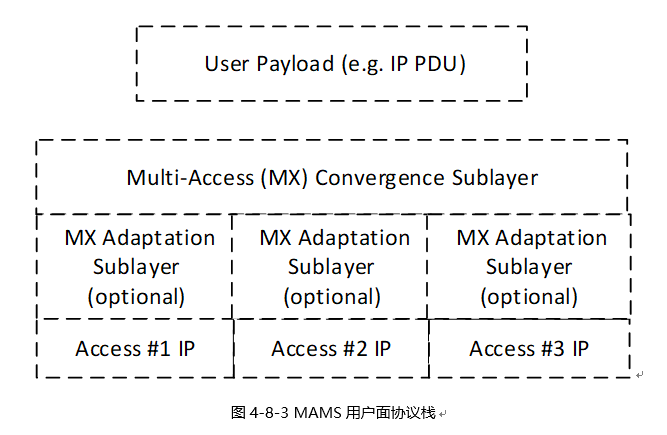 User Payload (e.g. IP PDU)
Multi-Access (MX) Convergence Sublayer
MX Adaptation
Sublayer
(optional)
MX Adaptation
Sublayer
(optional)
MX Adaptation
Sublayer
(optional)
Access #1 IP
Access #2 IP
Access #3 IP
图 4-8-3 MAMS 用户面协议栈